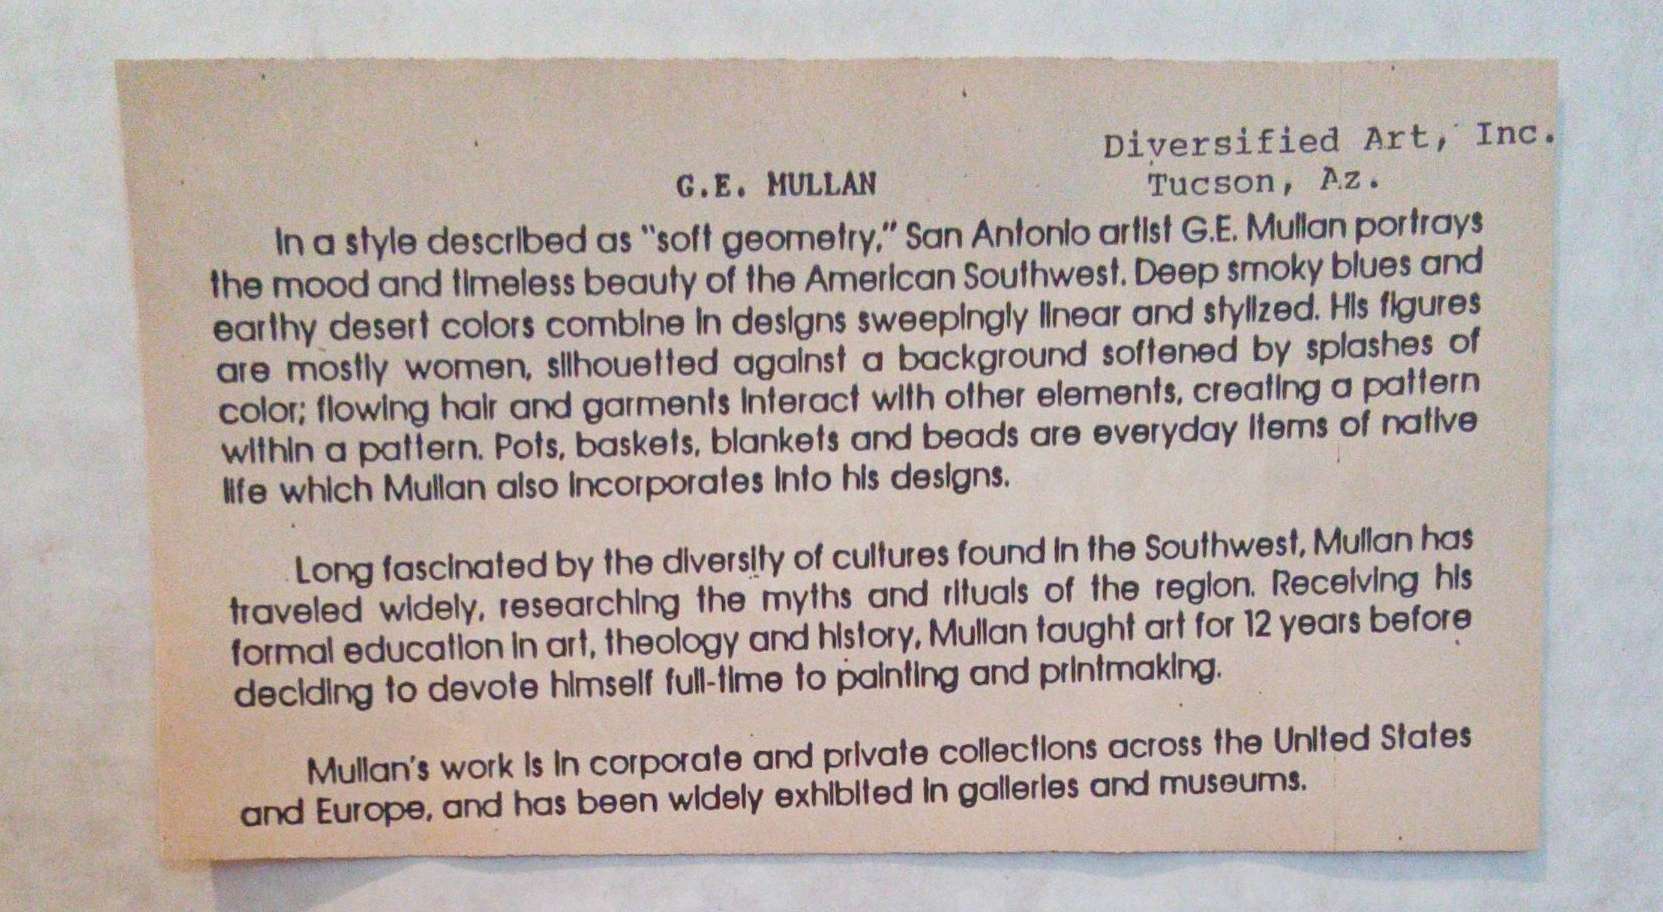 Diversified Art, Inc.
G.E. MULLAN
Tucson, Az.
In a style described as "soft geometry," San Antonio artist G.E. Mullan portrays
the mood and timeless beauty of the American Southwest. Deep smoky blues and
earthy desert colors combine in designs sweepingly linear and stylized. His figures
are mostly women, silhouetted against a background softened by splashes of
color; flowing hair and garments interact with other elements, creating a pattern
within a pattern. Pots, baskets, blankets and beads are everyday items of native
life which Mullan also incorporates into his designs.
Long fascinated by the diversity of cultures found in the Southwest, Mullan has
traveled widely, researching the myths and rituals of the region. Receiving his
formal education in art, theology and history, Mullan taught art for 12 years before
deciding to devote himself full-time to painting and printmaking.
Mullan's work is in corporate and private collections across the United States
and Europe, and has been widely exhibited in galleries and museums.